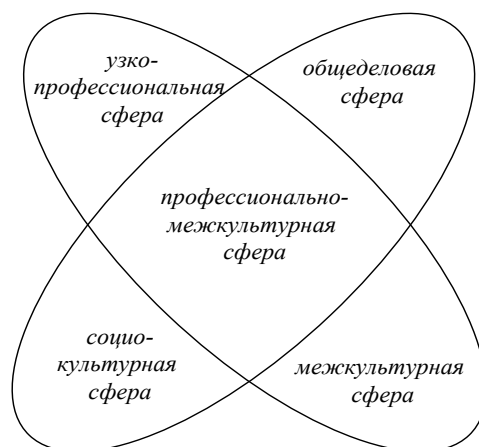 узко-
профессиональная
сфера
общеделовая
сфера
профессионально-
межкультурная
сфера
социо-
культурная
сфера
межкультурная
сфера